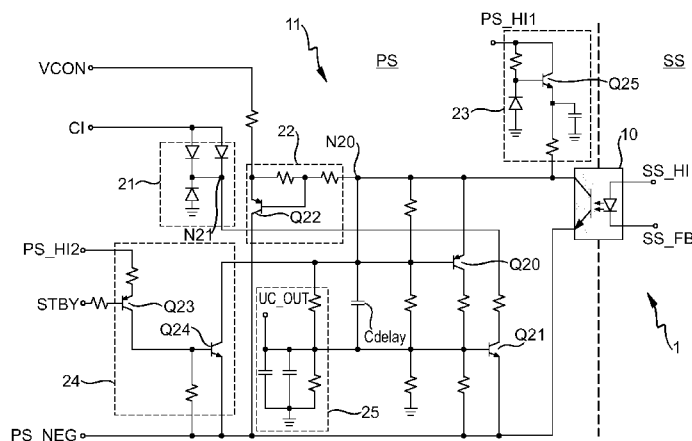 11
PS_HI1
PS
SS
VCON
Q25
CI
22
N20
23
10
SS_HI
21
Q22
N21
SS_FB
PS_HI2
Q20
STBY
Q23
UC_OUT
Q24
Cdelay
Q21
24
25
1
PS_NEG